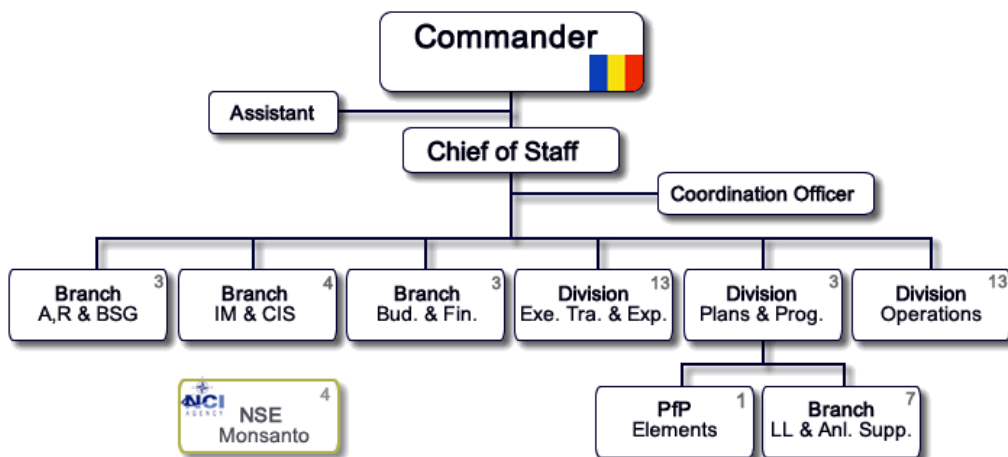 Commander
Assistant
Chief of Staff
Coordination Officer
3
Branch
A,R & BSG
4
Branch
IM & CIS
3
Branch
Bud. & Fin.
13
Division
Exe. Tra. & Exp.
3
Division
Plans & Prog.
13
Division
Operations
NCI
AGENCY
4
NSE
Monsanto
1
PfP
Elements
7
Branch
LL & Anl. Supp.